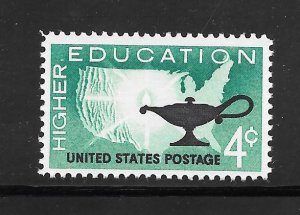 HIGHER
EDUCATION
4¢
UNITED STATES POSTAGE